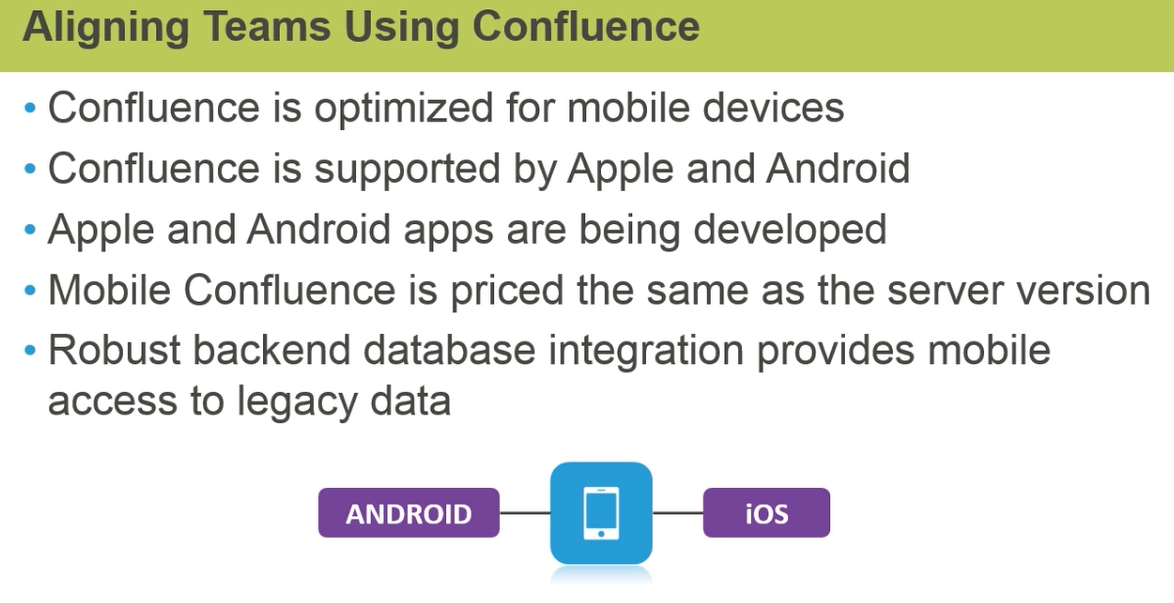 Aligning Teams Using Confluence
• Confluence is optimized for mobile devices
• Confluence is supported by Apple and Android
• Apple and Android apps are being developed
• Mobile Confluence is priced the same as the server version
• Robust backend database integration provides mobile
access to legacy data
ANDROID
iOS